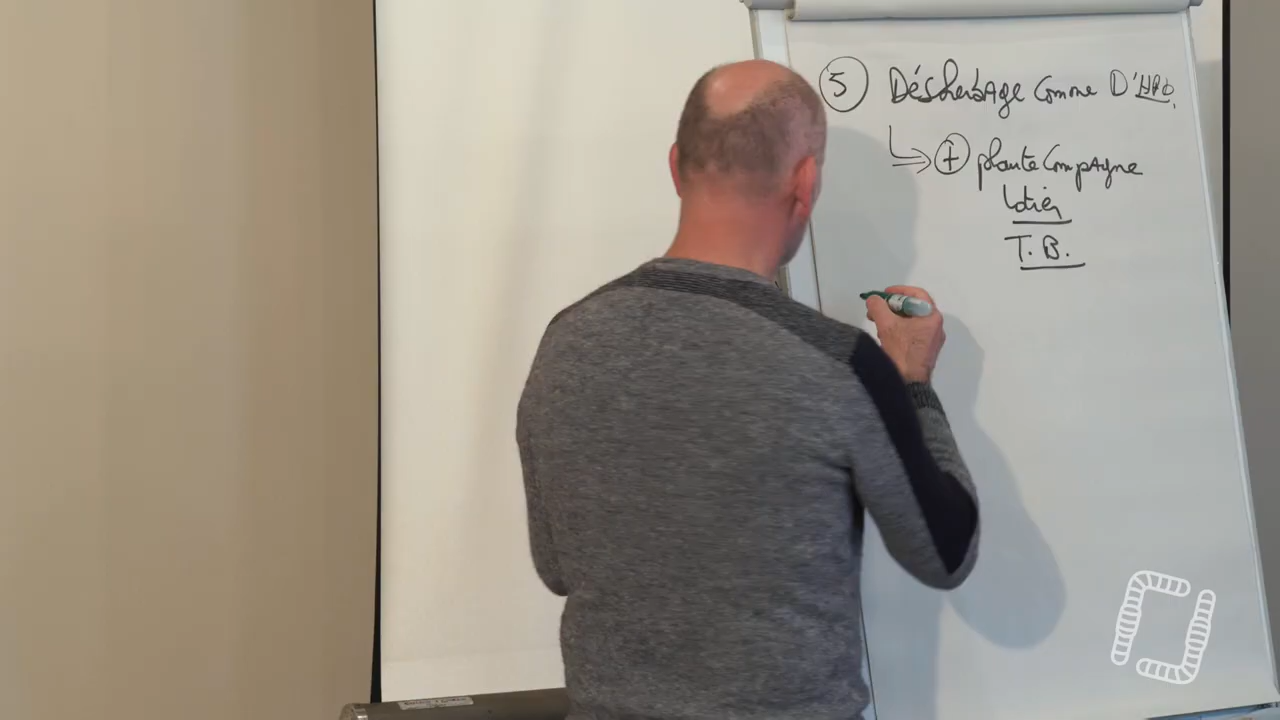 5 Désherbage comme D'hab.
+ plante compagne
lotier
T.B.